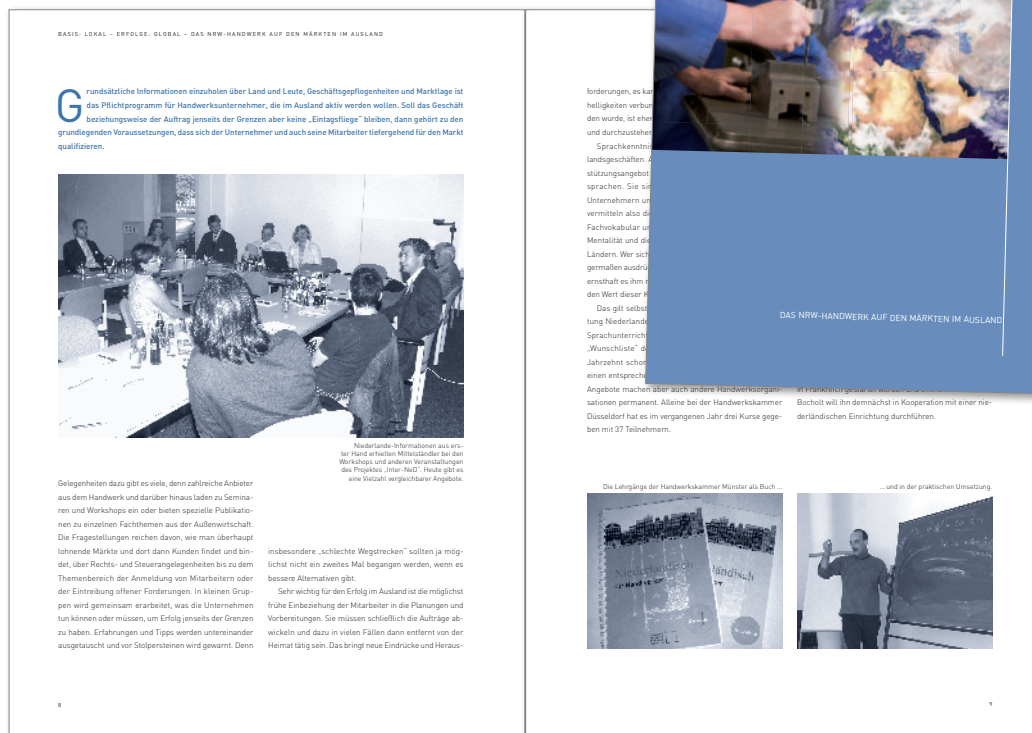 BASIS: LOKAL – ERFOLGE: GLOBAL – DAS NRW-HANDWERK AUF DEN MÄRKTEN IM AUSLAND
Grundsätzliche Informationen einzuholen über Land und Leute, Geschäftsgepflogenheiten und Marktlage ist
das Pflichtprogramm für Handwerksunternehmer, die im Ausland aktiv werden wollen. Soll das Geschäft
beziehungsweise der Auftrag jenseits der Grenzen aber keine „Eintagsfliege“ bleiben, dann gehört zu den
grundlegenden Voraussetzungen, dass sich der Unternehmer und auch seine Mitarbeiter tiefergehend für den Markt
qualifizieren.
Niederlande-Informationen aus ers-
ter Hand erhielten Mittelständler bei den
Workshops und anderen Veranstaltungen
des Projektes „Inter-NeD“. Heute gibt es
eine Vielzahl vergleichbarer Angebote.
Gelegenheiten dazu gibt es viele, denn zahlreiche Anbieter
aus dem Handwerk und darüber hinaus laden zu Semina-
ren und Workshops ein oder bieten spezielle Publikatio-
nen zu einzelnen Fachthemen aus der Außenwirtschaft.
Die Fragestellungen reichen davon, wie man überhaupt
lohnende Märkte und dort dann Kunden findet und bin-
det, über Rechts- und Steuerangelegenheiten bis zu dem
Themenbereich der Anmeldung von Mitarbeitern oder
der Eintreibung offener Forderungen. In kleinen Grup-
pen wird gemeinsam erarbeitet, was die Unternehmen
tun können oder müssen, um Erfolg jenseits der Grenzen
zu haben. Erfahrungen und Tipps werden untereinander
ausgetauscht und vor Stolpersteinen wird gewarnt. Denn
insbesondere „schlechte Wegstrecken“ sollten ja mög-
lichst nicht ein zweites Mal begangen werden, wenn es
bessere Alternativen gibt.
Sehr wichtig für den Erfolg im Ausland ist die möglichst
frühe Einbeziehung der Mitarbeiter in die Planungen und
Vorbereitungen. Sie müssen schließlich die Aufträge ab-
wickeln und dazu in vielen Fällen dann entfernt von der
Heimat tätig sein. Das bringt neue Eindrücke und Heraus-
8
forderungen, es
helligkeiten
den wurde, ist
und durchzustehen
Sprachkenntnis
landsgeschäften.
stützungsangebot
sprachen. Sie
Unternehmern
vermitteln also
Fachvokabular
Mentalität und
Ländern. Wer sich
germaßen
ernsthaft es ihm
den Wert dieser
Das gilt selbst
tung Niederlande
Sprachunterricht
„Wunschliste“
Jahrzehnt schon
einen
Angebote machen aber auch andere Handwerksorgani-
sationen permanent. Alleine bei der Handwerkskammer
Düsseldorf hat es im vergangenen Jahr drei Kurse gege-
ben mit 37 Teilnehmern.
in Frankreich gestartet werden und
Bocholt will ihn demnächst in Kooperation mit einer nie-
derländischen Einrichtung durchführen.
DAS NRW-HANDWERK AUF DEN MÄRKTEN IM AUSLAND
Die Lehrgänge der Handwerkskammer Münster als Buch ...
... und in der praktischen Umsetzung.
Niederländisch
für Handwerker
ländisch
9